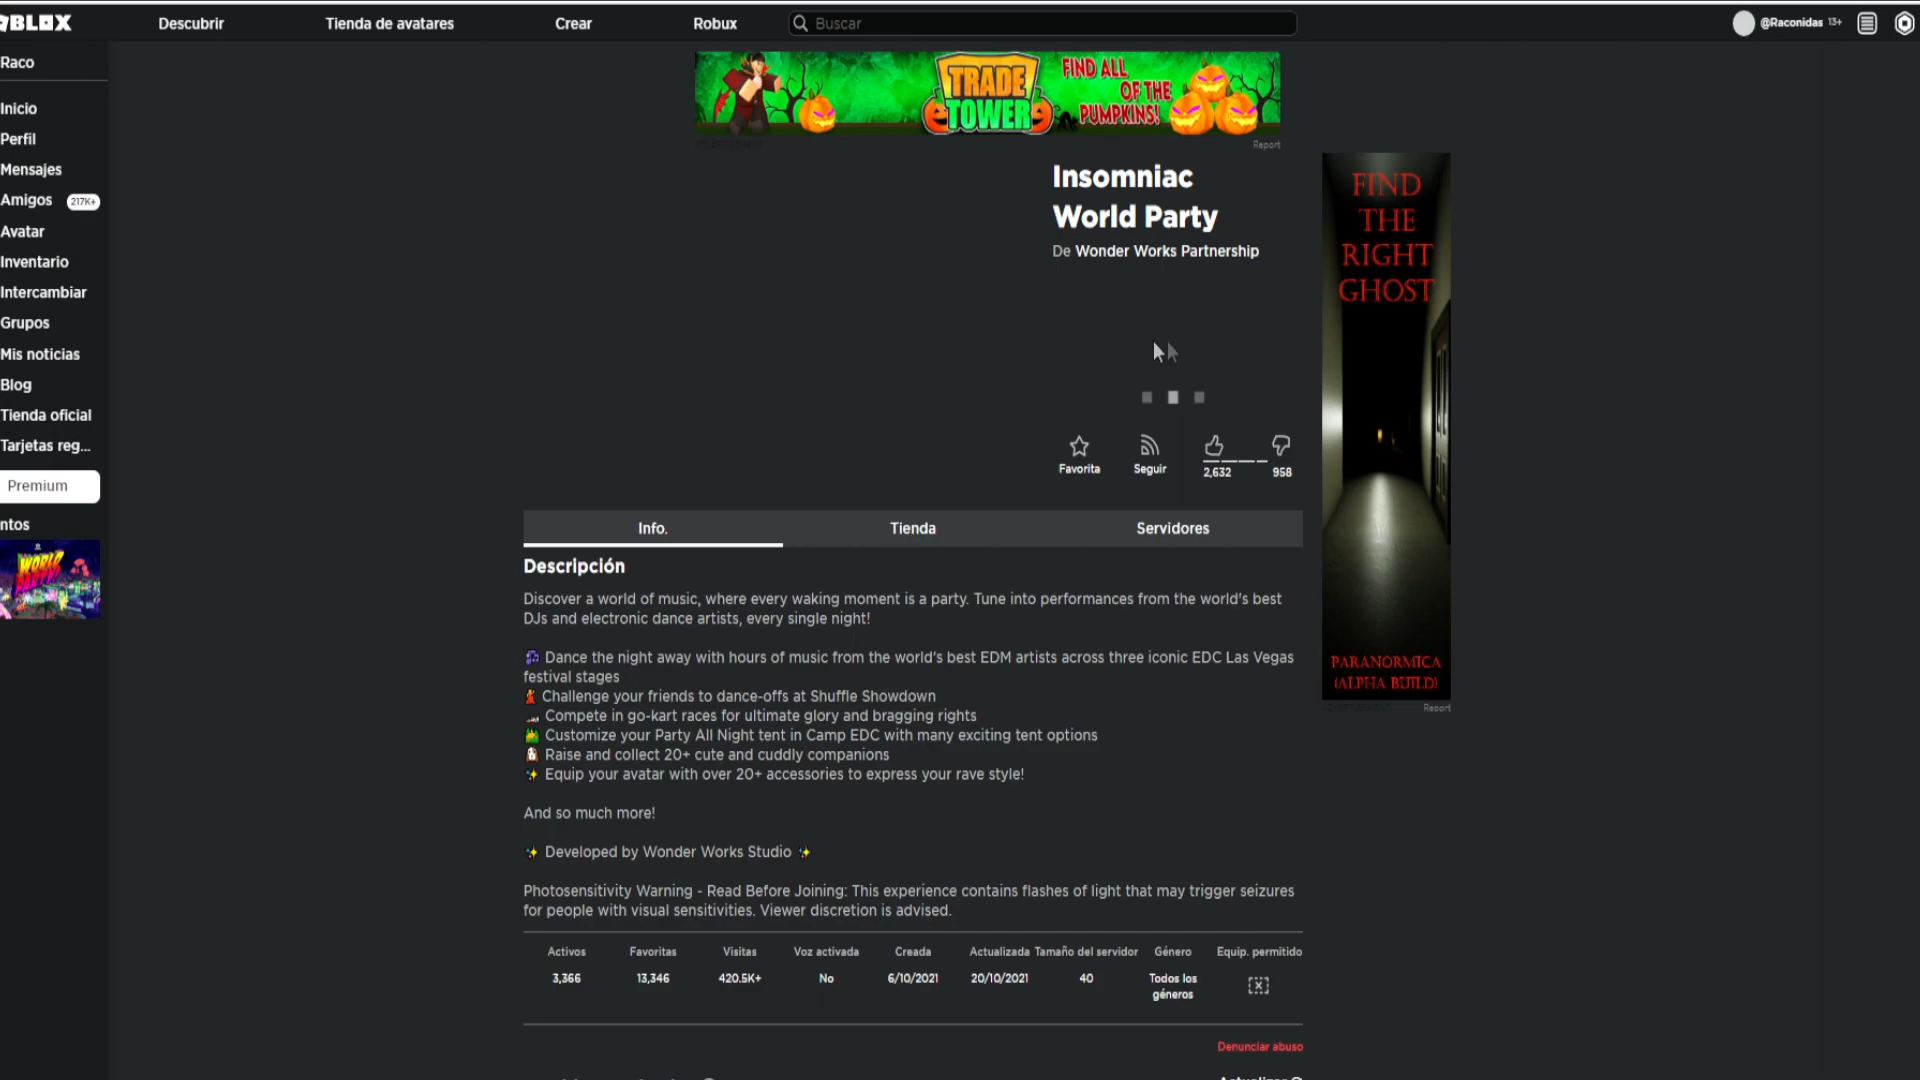 ROBLOX
Descubrir
Tienda de avatares
Crear
Robux
Buscar
@Raconidas 13+
Raco
Inicio
Perfil
Mensajes
Amigos 217K+
Avatar
Inventario
Intercambiar
Grupos
Mis noticias
Blog
Tienda oficial
Tarjetas reg...
Premium
ntos
WORLD
PARTY
TRADE
TOWER
FIND ALL
OF THE
PUMPKINS!
Report
Insomniac
World Party
De Wonder Works Partnership
Favorita
Seguir
2,632
958
FIND
THE
RIGHT
GHOST
PARANORMICA
(ALPHA BUILD)
Report
Info.
Tienda
Servidores
Descripción
Discover a world of music, where every waking moment is a party. Tune into performances from the world's best
DJs and electronic dance artists, every single night!
Dance the night away with hours of music from the world's best EDM artists across three iconic EDC Las Vegas
festival stages
Challenge your friends to dance-offs at Shuffle Showdown
Compete in go-kart races for ultimate glory and bragging rights
Customize your Party All Night tent in Camp EDC with many exciting tent options
Raise and collect 20+ cute and cuddly companions
✨ Equip your avatar with over 20+ accessories to express your rave style!
And so much more!
✨ Developed by Wonder Works Studio ✨
Photosensitivity Warning - Read Before Joining: This experience contains flashes of light that may trigger seizures
for people with visual sensitivities. Viewer discretion is advised.
Activos Favoritas Visitas Voz activada Creada Actualizada Tamaño del servidor Género Equip. permitido
3,366 13,346 420.5K+ No 6/10/2021 20/10/2021 40 Todos los
géneros
Denunciar abuso